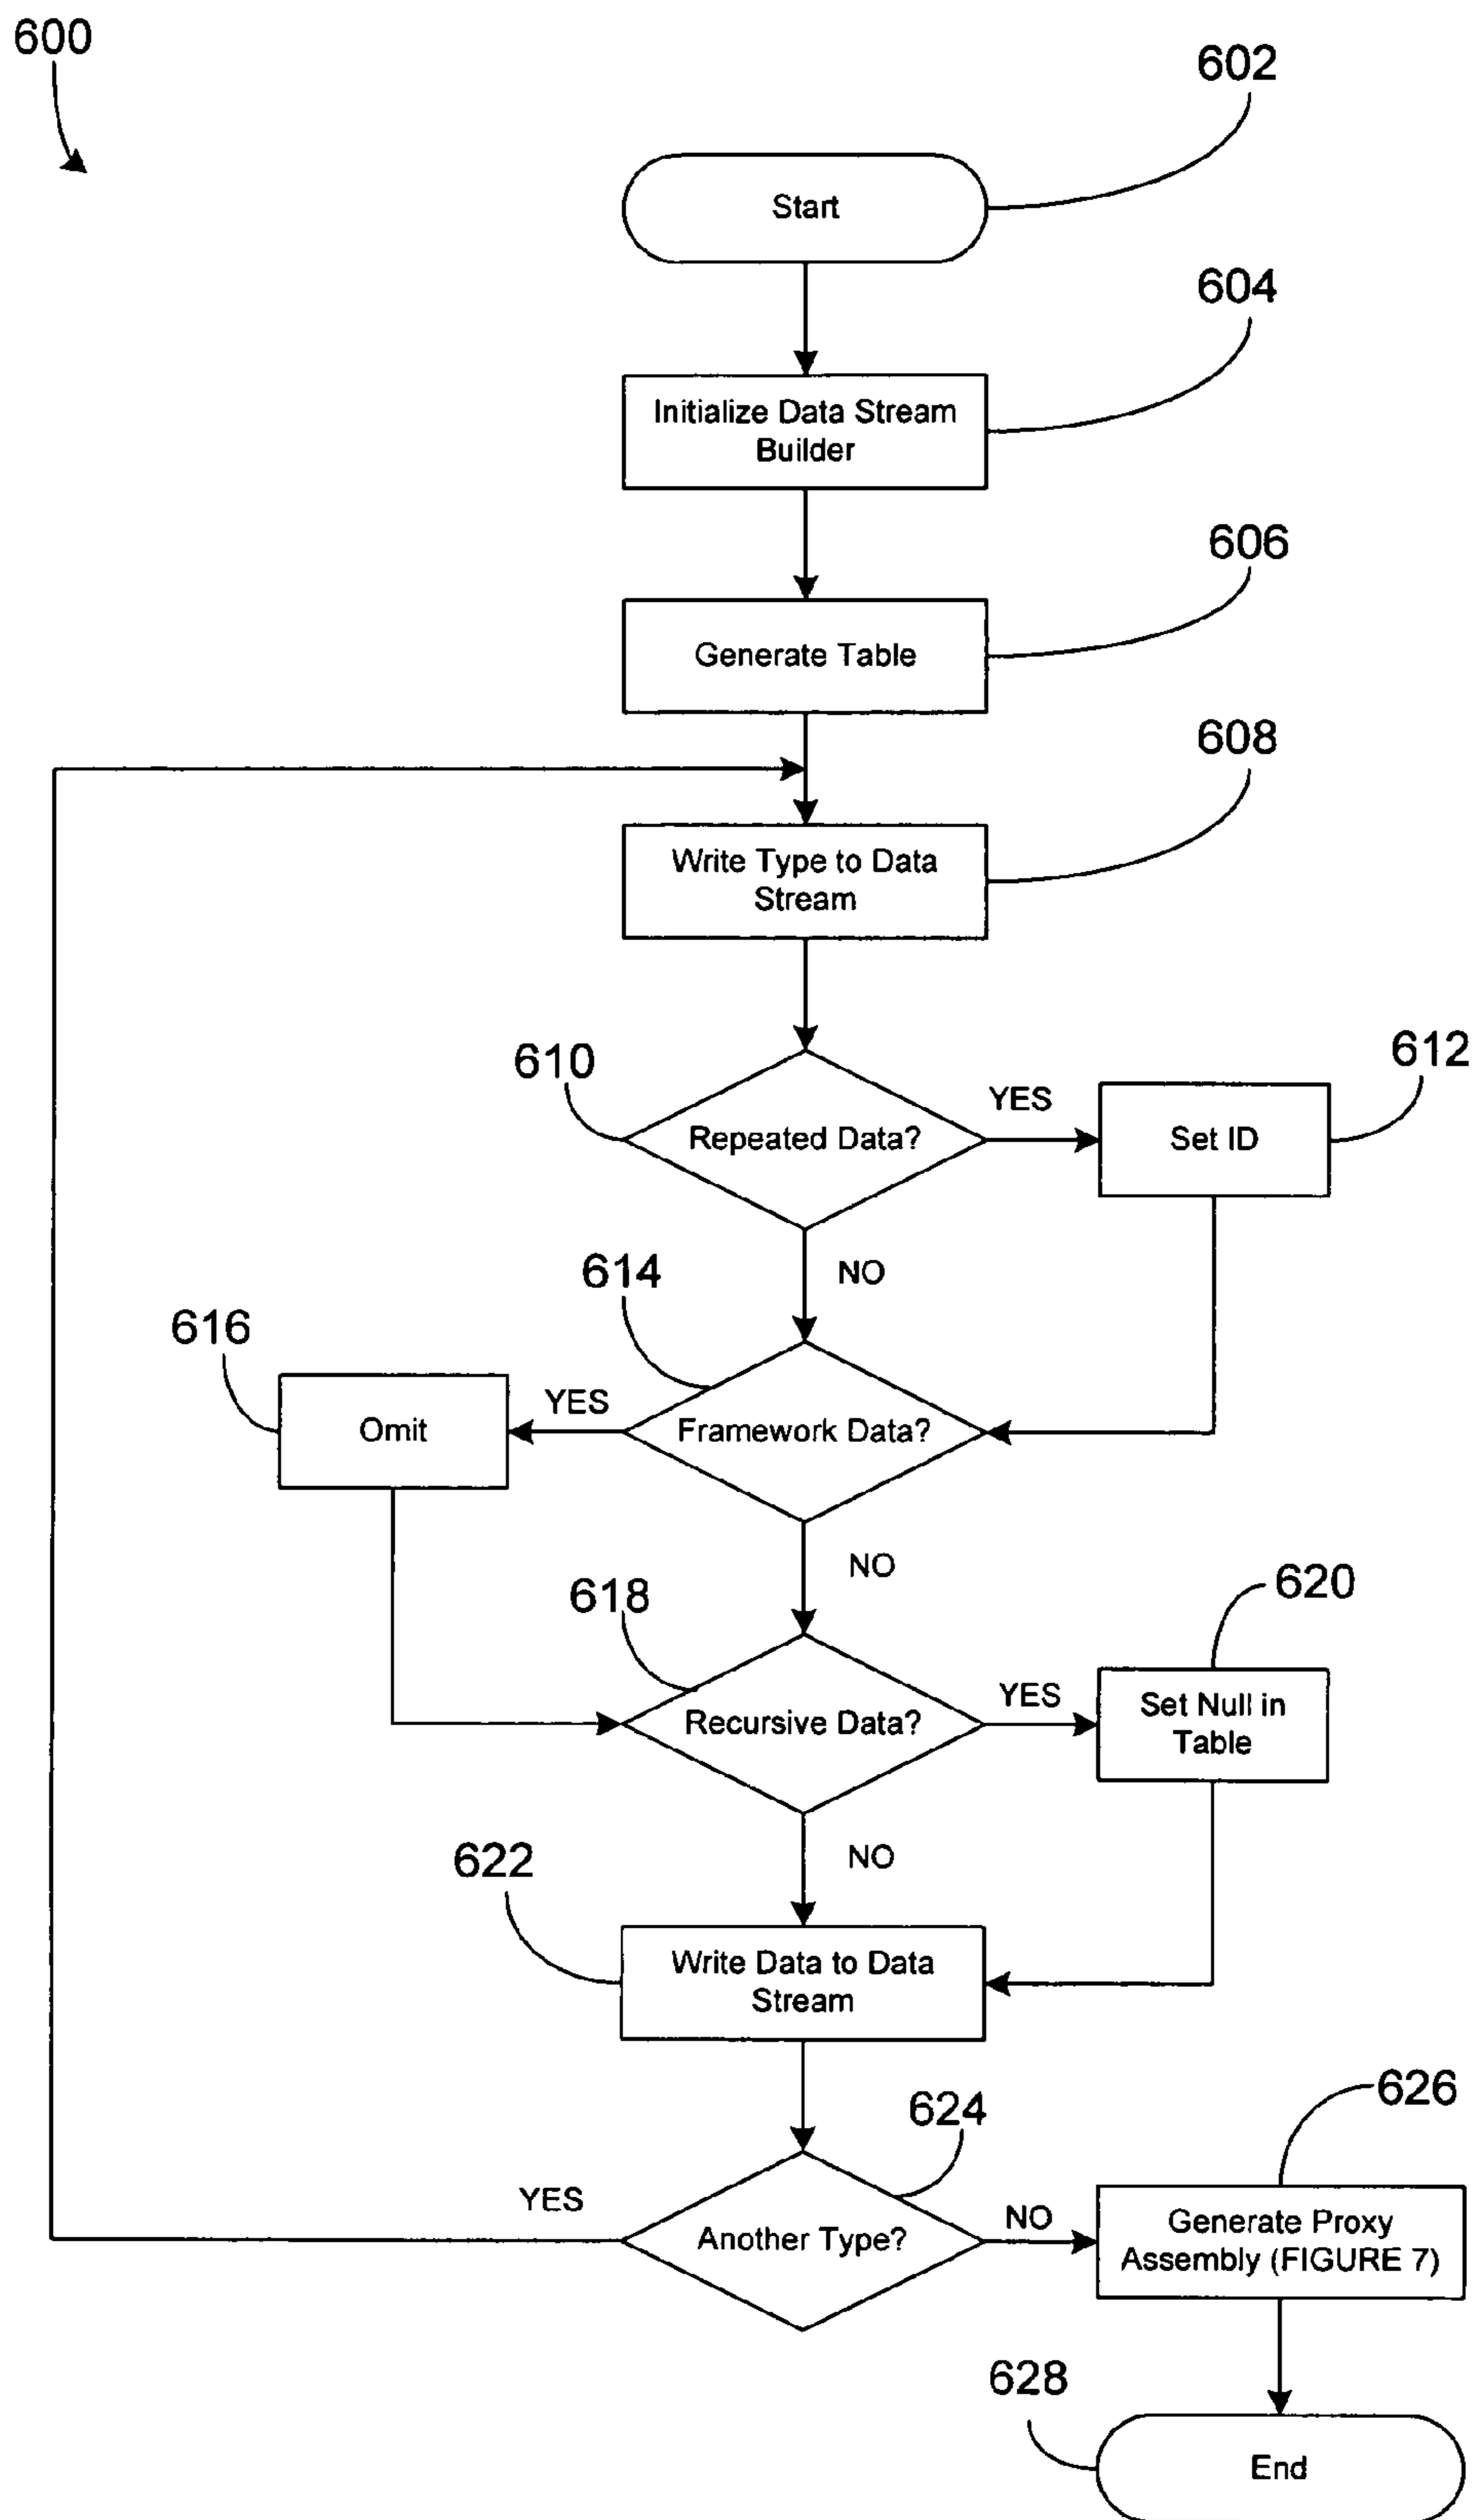 600
602
Start
604
Initialize Data Stream
Builder
606
Generate Table
608
Write Type to Data
Stream
610
Repeated Data?
YES
612
Set ID
NO
614
616
YES
Omit
Framework Data?
NO
618
620
Recursive Data?
YES
Set Null in
Table
NO
622
Write Data to Data
Stream
624
626
YES
Another Type?
NO
Generate Proxy
Assembly (FIGURE 7)
628
End